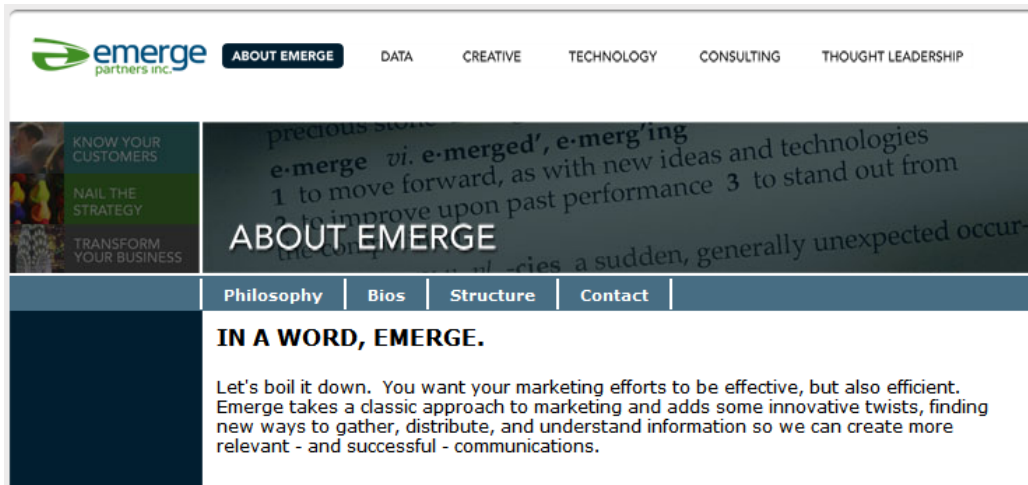 emerge
partners inc.
ABOUT EMERGE DATA CREATIVE TECHNOLOGY CONSULTING THOUGHT LEADERSHIP
KNOW YOUR
CUSTOMERS
NAIL THE
STRATEGY
TRANSFORM
YOUR BUSINESS
precious stone
e·merge vi. e·merged', e·merg'ing
1 to move forward, as with new ideas and technologies
2 to improve upon past performance 3 to stand out from
the
-cies a sudden, generally unexpected occur-
ABOUT EMERGE
Philosophy Bios Structure Contact
IN A WORD, EMERGE.
Let's boil it down. You want your marketing efforts to be effective, but also efficient.
Emerge takes a classic approach to marketing and adds some innovative twists, finding
new ways to gather, distribute, and understand information so we can create more
relevant - and successful - communications.